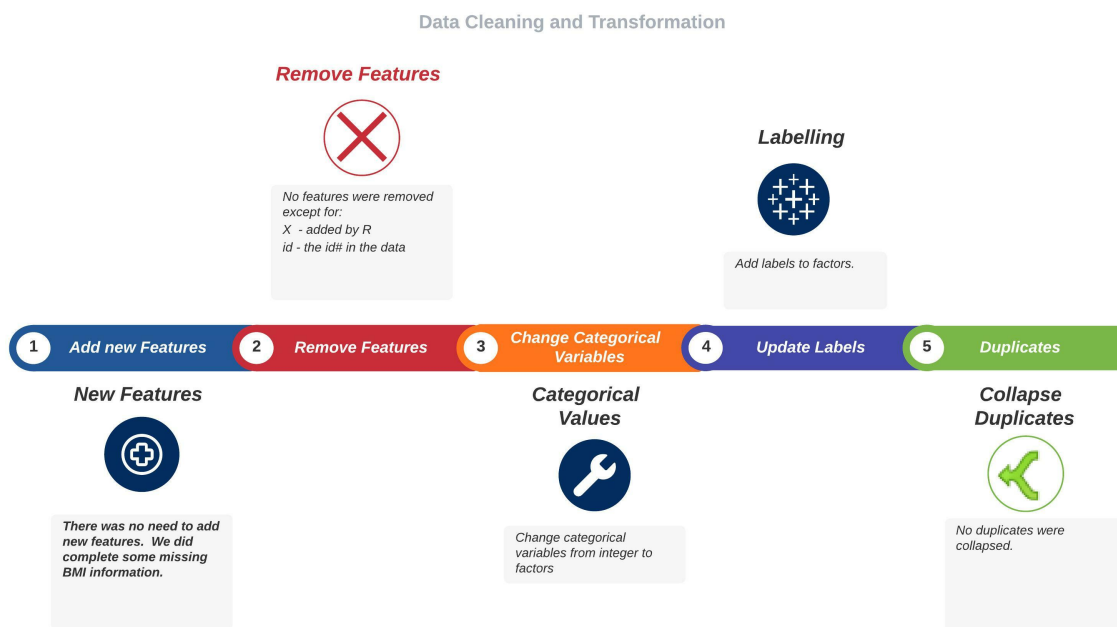 Data Cleaning and Transformation
Remove Features
No features were removed
except for:
X  - added by R
id - the id# in the data
Labelling
Add labels to factors.
1 Add new Features
2 Remove Features
3 Change Categorical
Variables
4 Update Labels
5 Duplicates
New Features
There was no need to add
new features.  We did
complete some missing
BMI information.
Categorical
Values
Change categorical
variables from integer to
factors
Collapse
Duplicates
No duplicates were
collapsed.